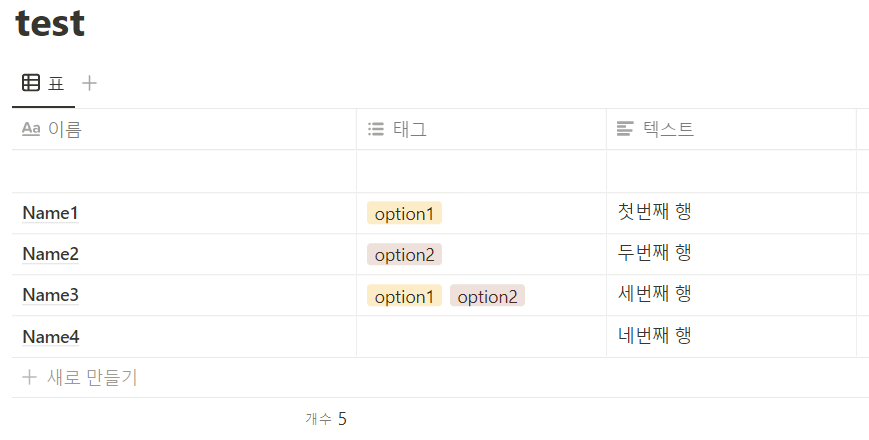 test
표
Aa 이름 태그 텍스트
Name1 option1 첫번째 행
Name2 option2 두번째 행
Name3 option1 option2 세번째 행
Name4 네번째 행
새로 만들기
개수 5